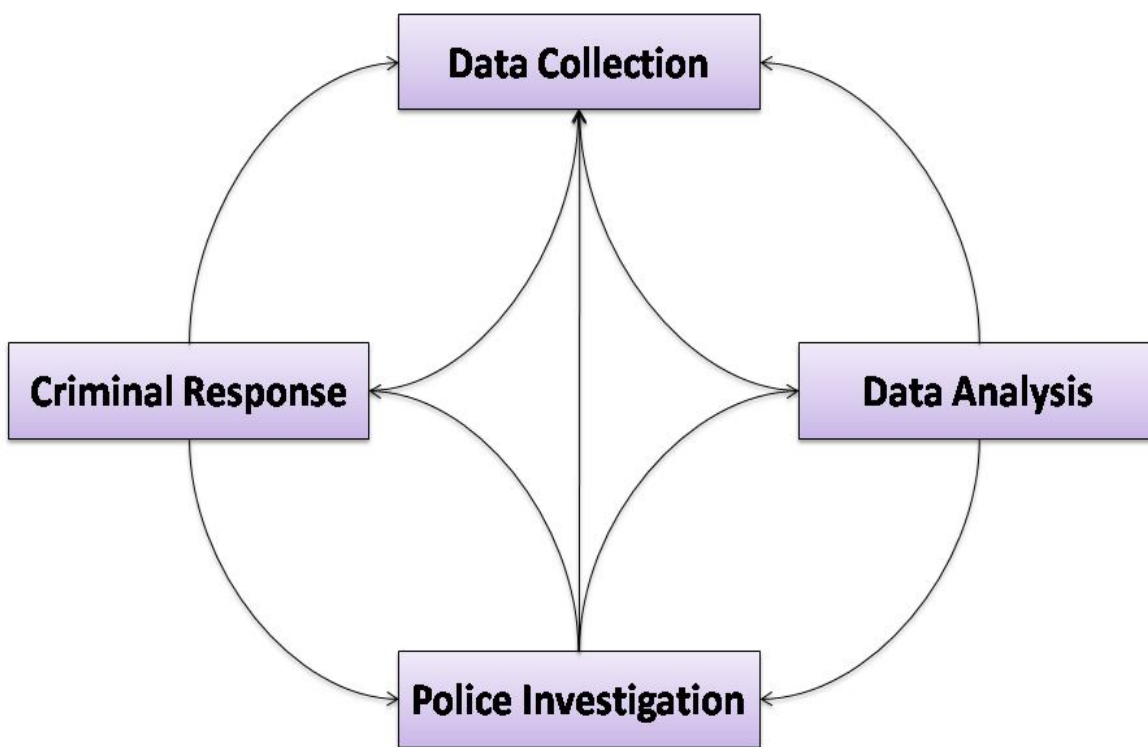 Data Collection
Criminal Response
Data Analysis
Police Investigation